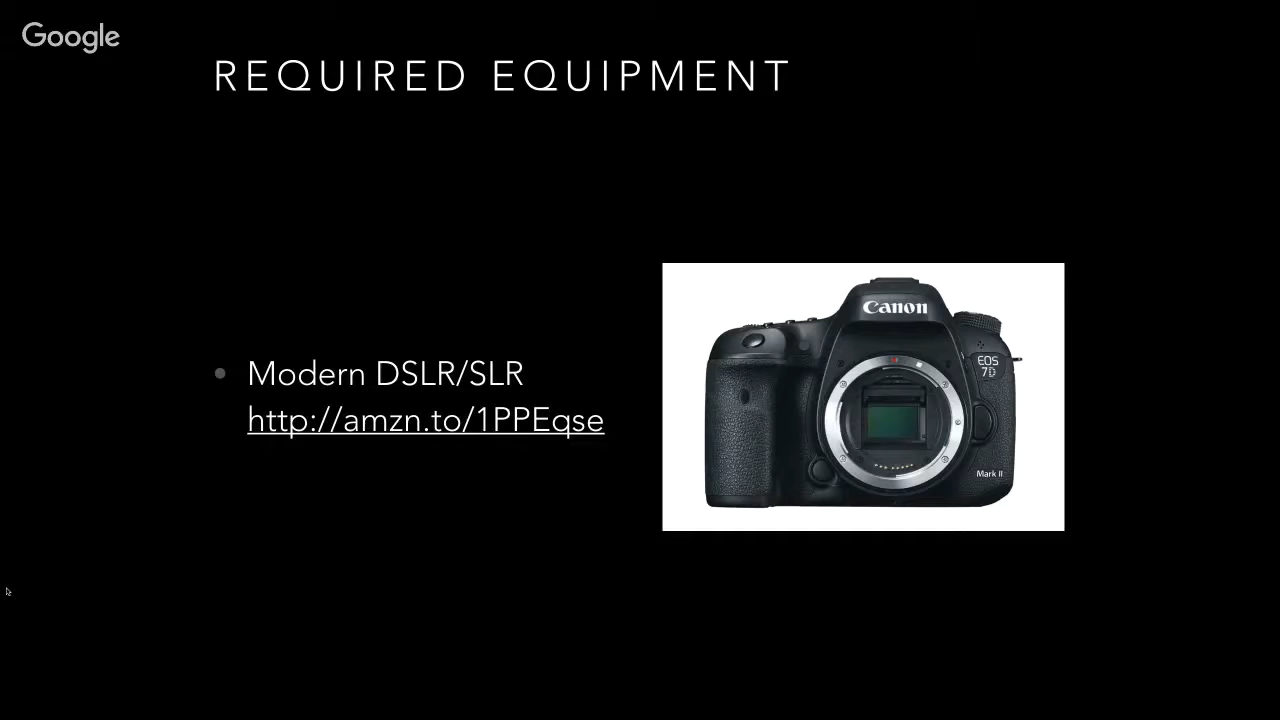 Google
REQUIRED EQUIPMENT
Modern DSLR/SLR
http://amzn.to/1PPEqse
Canon
EOS
7D
Mark II